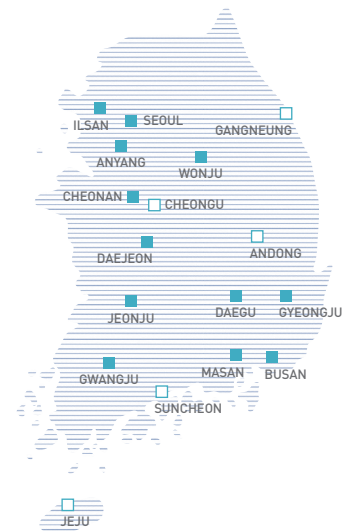 ILSAN
SEOUL
GANGNEUNG
ANYANG
WONJU
CHEONAN
CHEONGU
DAEJEON
ANDONG
JEONJU
DAEGU
GYEONGJU
GWANGJU
MASAN
BUSAN
SUNCHEON
JEJU